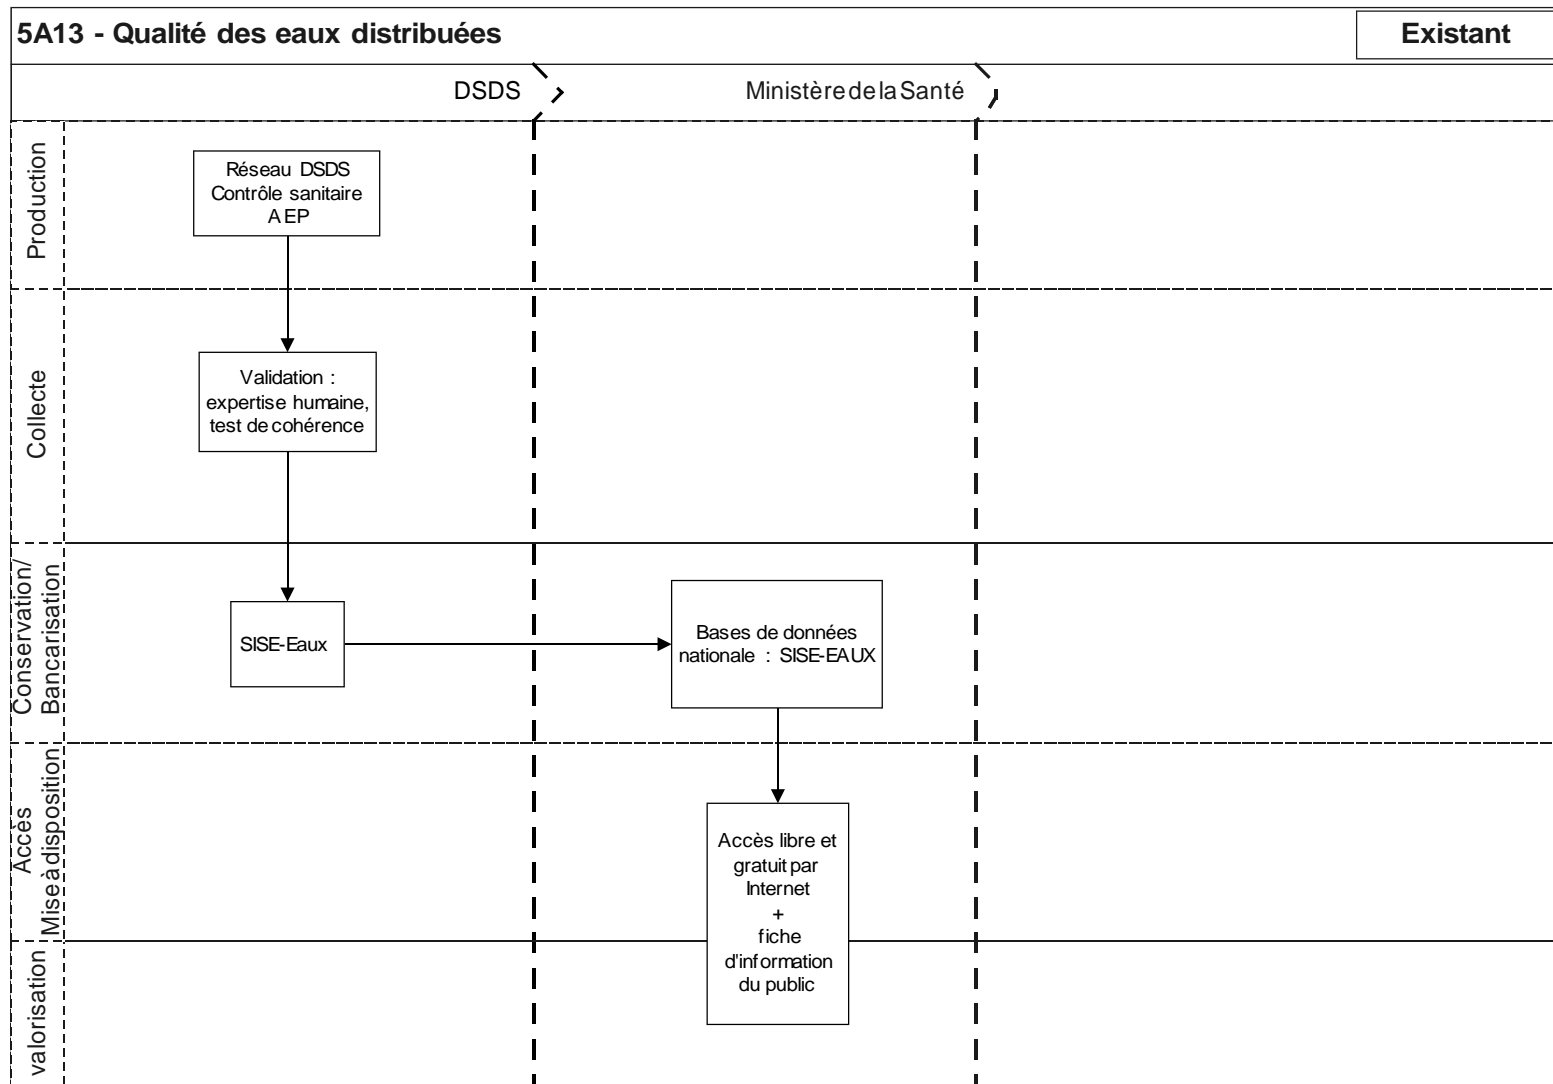 5A13 - Qualité des eaux distribuées
Existant
DSDS
Ministère de la Santé
Production
Réseau DSDS
Contrôle sanitaire
AEP
Collecte
Validation :
expertise humaine,
test de cohérence
Conservation/
Bancarisation
SISE-Eaux
Bases de données
nationale : SISE-EAUX
Accès
Mise à disposition
Accès libre et
gratuit par
Internet
+
fiche
d'information
du public
valorisation